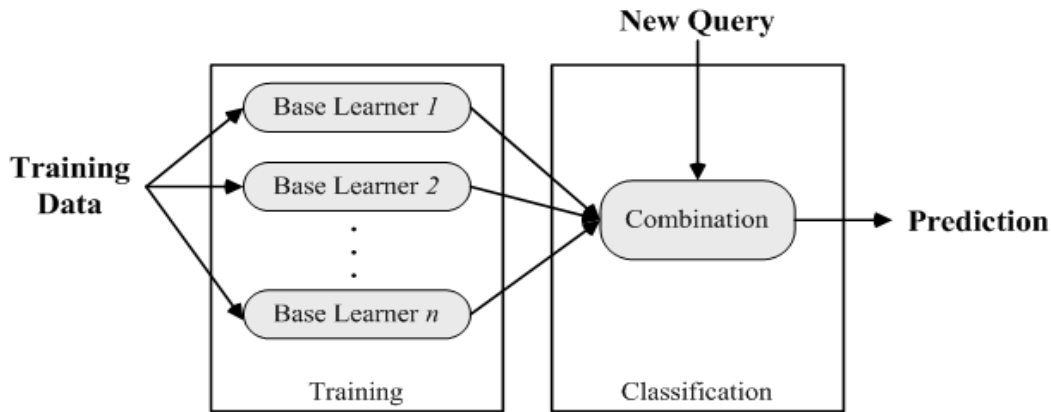 New Query
Training
Data
Base Learner 1
Base Learner 2
Base Learner n
Training
Combination
Classification
Prediction